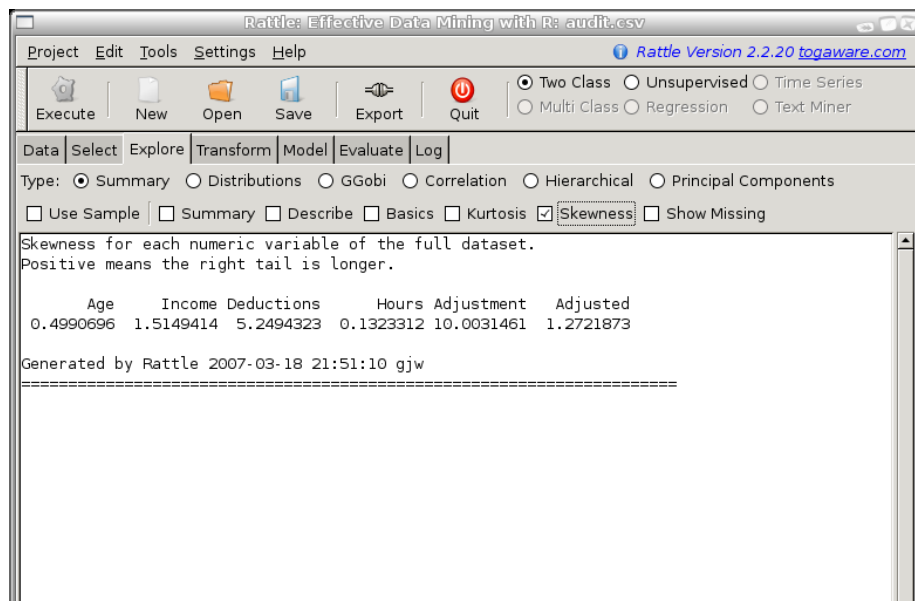 Rattle: Effective Data Mining with R: audit.csv
Project Edit Tools Settings Help Rattle Version 2.2.20 togaware.com
Execute New Open Save Export Quit
Two Class Unsupervised Time Series
Multi Class Regression Text Miner
Data Select Explore Transform Model Evaluate Log
Type: Summary Distributions GGobi Correlation Hierarchical Principal Components
Use Sample Summary Describe Basics Kurtosis Skewness Show Missing
Skewness for each numeric variable of the full dataset.
Positive means the right tail is longer.
Age Income Deductions Hours Adjustment Adjusted
0.4990696 1.5149414 5.2494323 0.1323312 10.0031461 1.2721873
Generated by Rattle 2007-03-18 21:51:10 gjw
======================================================================